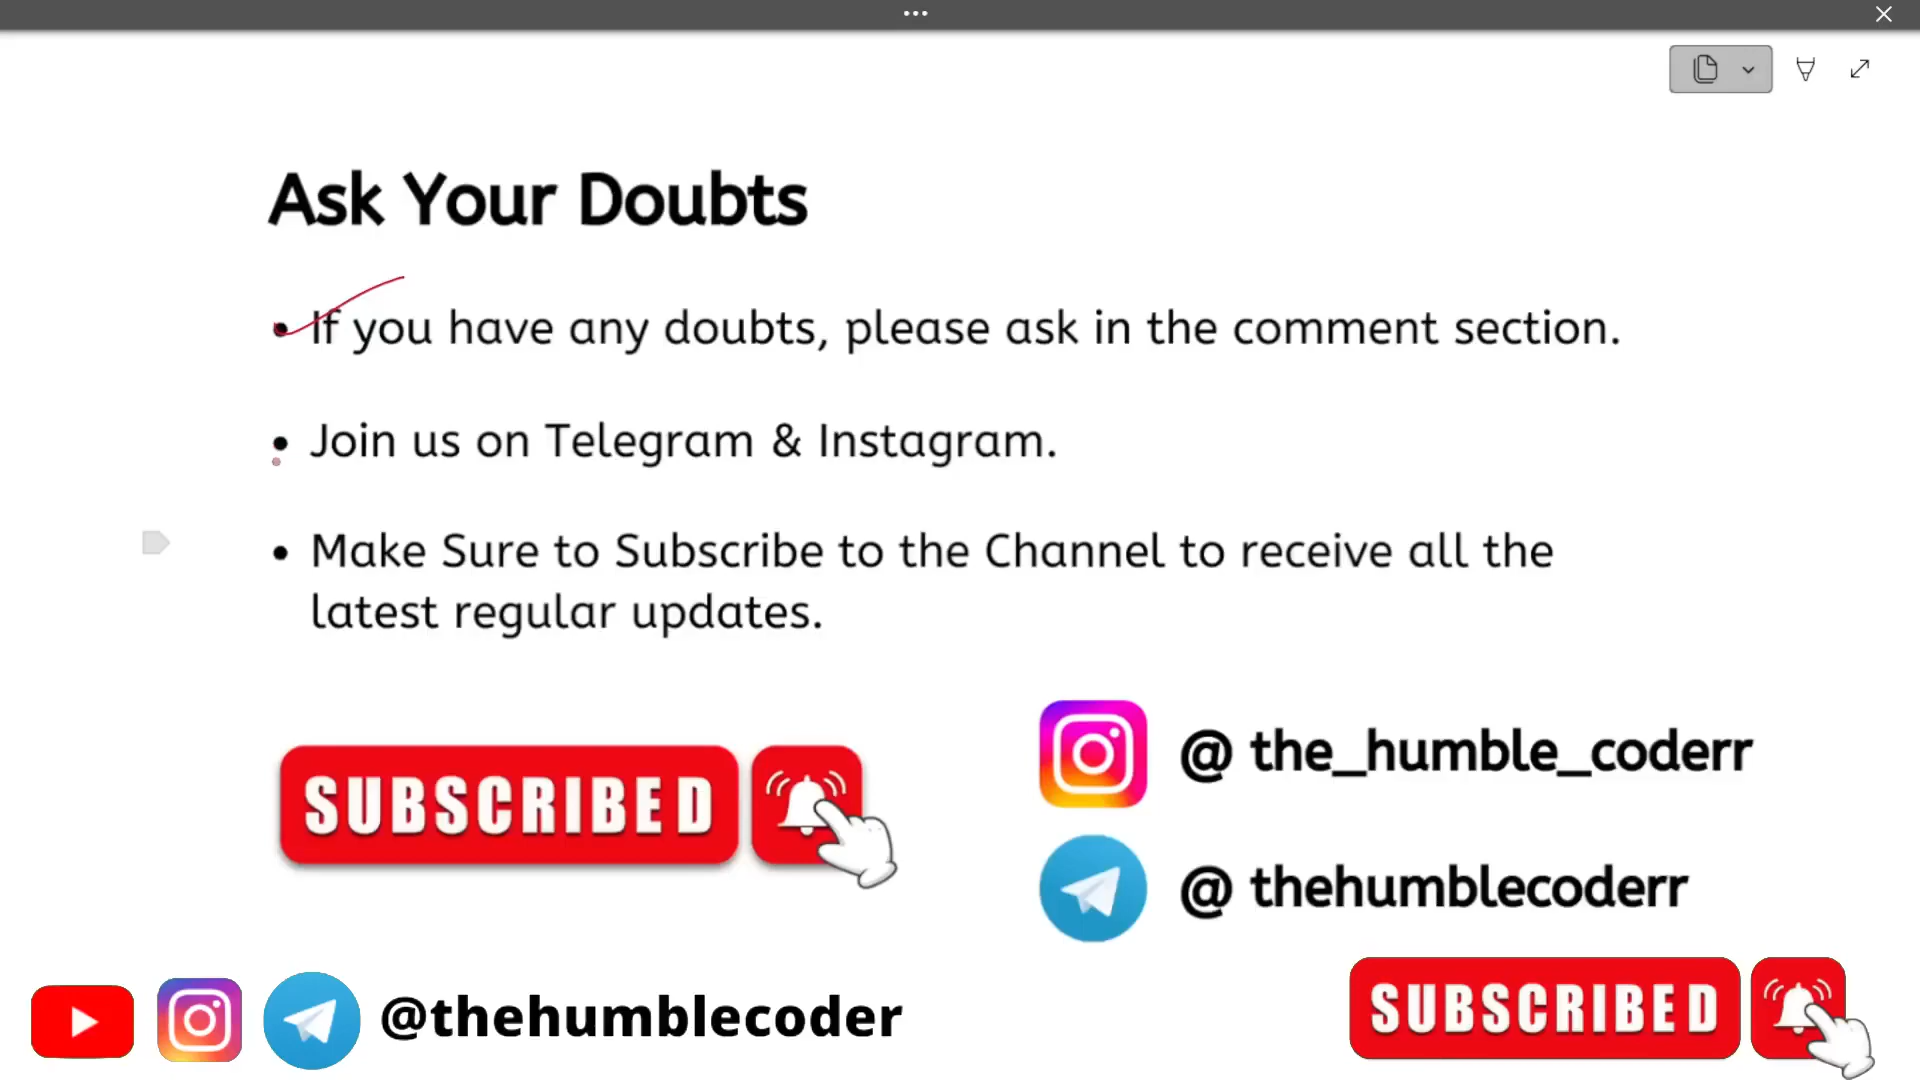 Ask Your Doubts
• If you have any doubts, please ask in the comment section.
• Join us on Telegram & Instagram.
• Make Sure to Subscribe to the Channel to receive all the
latest regular updates.
SUBSCRIBED
@ the_humble_coderr
@ thehumblecoderr
@thehumblecoder
SUBSCRIBED